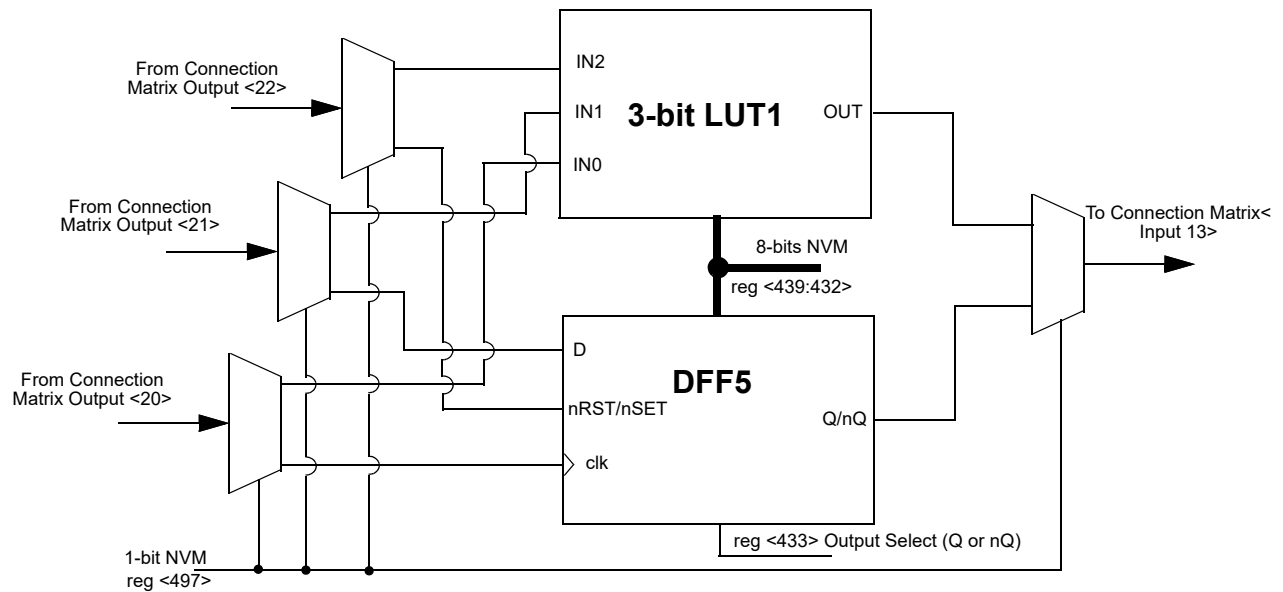 From Connection
Matrix Output <22>
IN2
IN1
3-bit LUT1
OUT
IN0
From Connection
Matrix Output <21>
To Connection Matrix<
Input 13>
8-bits NVM
reg <439:432>
D
DFF5
From Connection
Matrix Output <20>
nRST/nSET
Q/nQ
clk
reg <433> Output Select (Q or nQ)
1-bit NVM
reg <497>